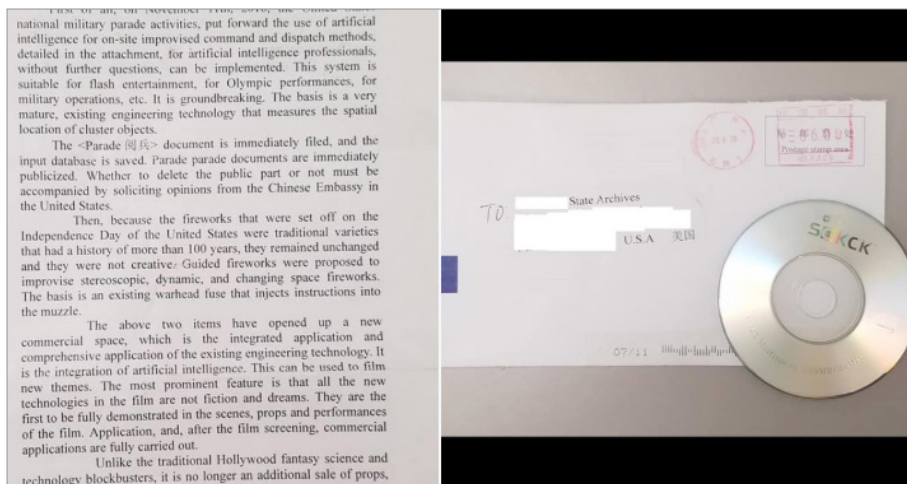 First of all, on November 11th, 2018, the United States
national military parade activities, put forward the use of artificial
intelligence for on-site improvised command and dispatch methods,
detailed in the attachment, for artificial intelligence professionals,
without further questions, can be implemented. This system is
suitable for flash entertainment, for Olympic performances, for
military operations, etc. It is groundbreaking. The basis is a very
mature, existing engineering technology that measures the spatial
location of cluster objects.
The <Parade 阅兵> document is immediately filed, and the
input database is saved. Parade parade documents are immediately
publicized. Whether to delete the public part or not must be
accompanied by soliciting opinions from the Chinese Embassy in
the United States.
Then, because the fireworks that were set off on the
Independence Day of the United States were traditional varieties
that had a history of more than 100 years, they remained unchanged
and they were not creative. Guided fireworks were proposed to
improvise stereoscopic, dynamic, and changing space fireworks.
The basis is an existing warhead fuse that injects instructions into
the muzzle.
The above two items have opened up a new
commercial space, which is the integrated application and
comprehensive application of the existing engineering technology. It
is the integration of artificial intelligence. This can be used to film
new themes. The most prominent feature is that all the new
technologies in the film are not fiction and dreams. They are the
first to be fully demonstrated in the scenes, props and performances
of the film. Application, and, after the film screening, commercial
applications are fully carried out.
Unlike the traditional Hollywood fantasy science and
technology blockbusters, it is no longer an additional sale of props,
Postage stamp area
TO:
State Archives
U.S.A 美国
07/11